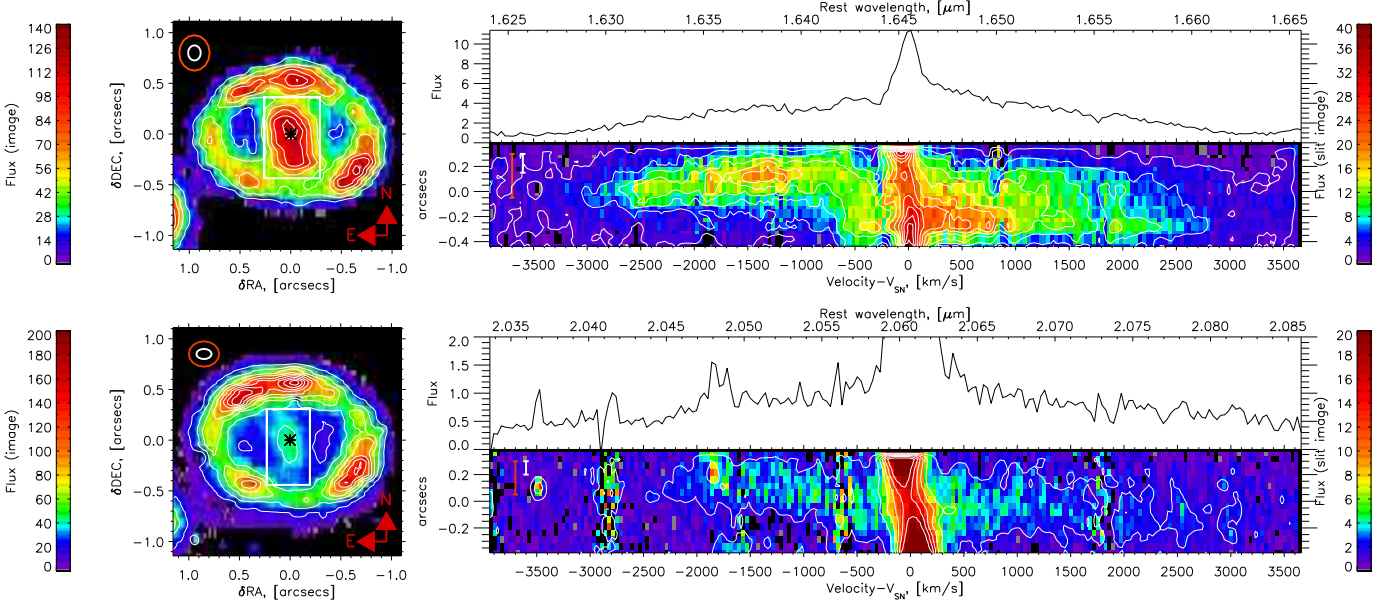 Rest wavelength, [μm]
1.625 1.630 1.635 1.640 1.645 1.650 1.655 1.660 1.665
140
126
112
98
84
70
56
42
28
14
0
Flux (image)
1.0
0.5
0.0
−0.5
−1.0
δDEC, [arcsecs]
N
E
1.0 0.5 0.0 −0.5 −1.0
δRA, [arcsecs]
10
8
6
4
2
0
Flux
0.2
0.0
−0.2
−0.4
arcsecs
−3500 −3000 −2500 −2000 −1500 −1000 −500 0 500 1000 1500 2000 2500 3000 3500
Velocity−VSN, [km/s]
40
36
32
28
24
20
16
12
8
4
0
Flux (slit image)
Rest wavelength, [μm]
2.035 2.040 2.045 2.050 2.055 2.060 2.065 2.070 2.075 2.080 2.085
200
180
160
140
120
100
80
60
40
20
0
Flux (image)
1.0
0.5
0.0
−0.5
−1.0
δDEC, [arcsecs]
N
E
1.0 0.5 0.0 −0.5 −1.0
δRA, [arcsecs]
2.0
1.5
1.0
0.5
0.0
Flux
0.2
0.0
−0.2
arcsecs
−3500 −3000 −2500 −2000 −1500 −1000 −500 0 500 1000 1500 2000 2500 3000 3500
Velocity−VSN, [km/s]
20
18
16
14
12
10
8
6
4
2
0
Flux (slit image)